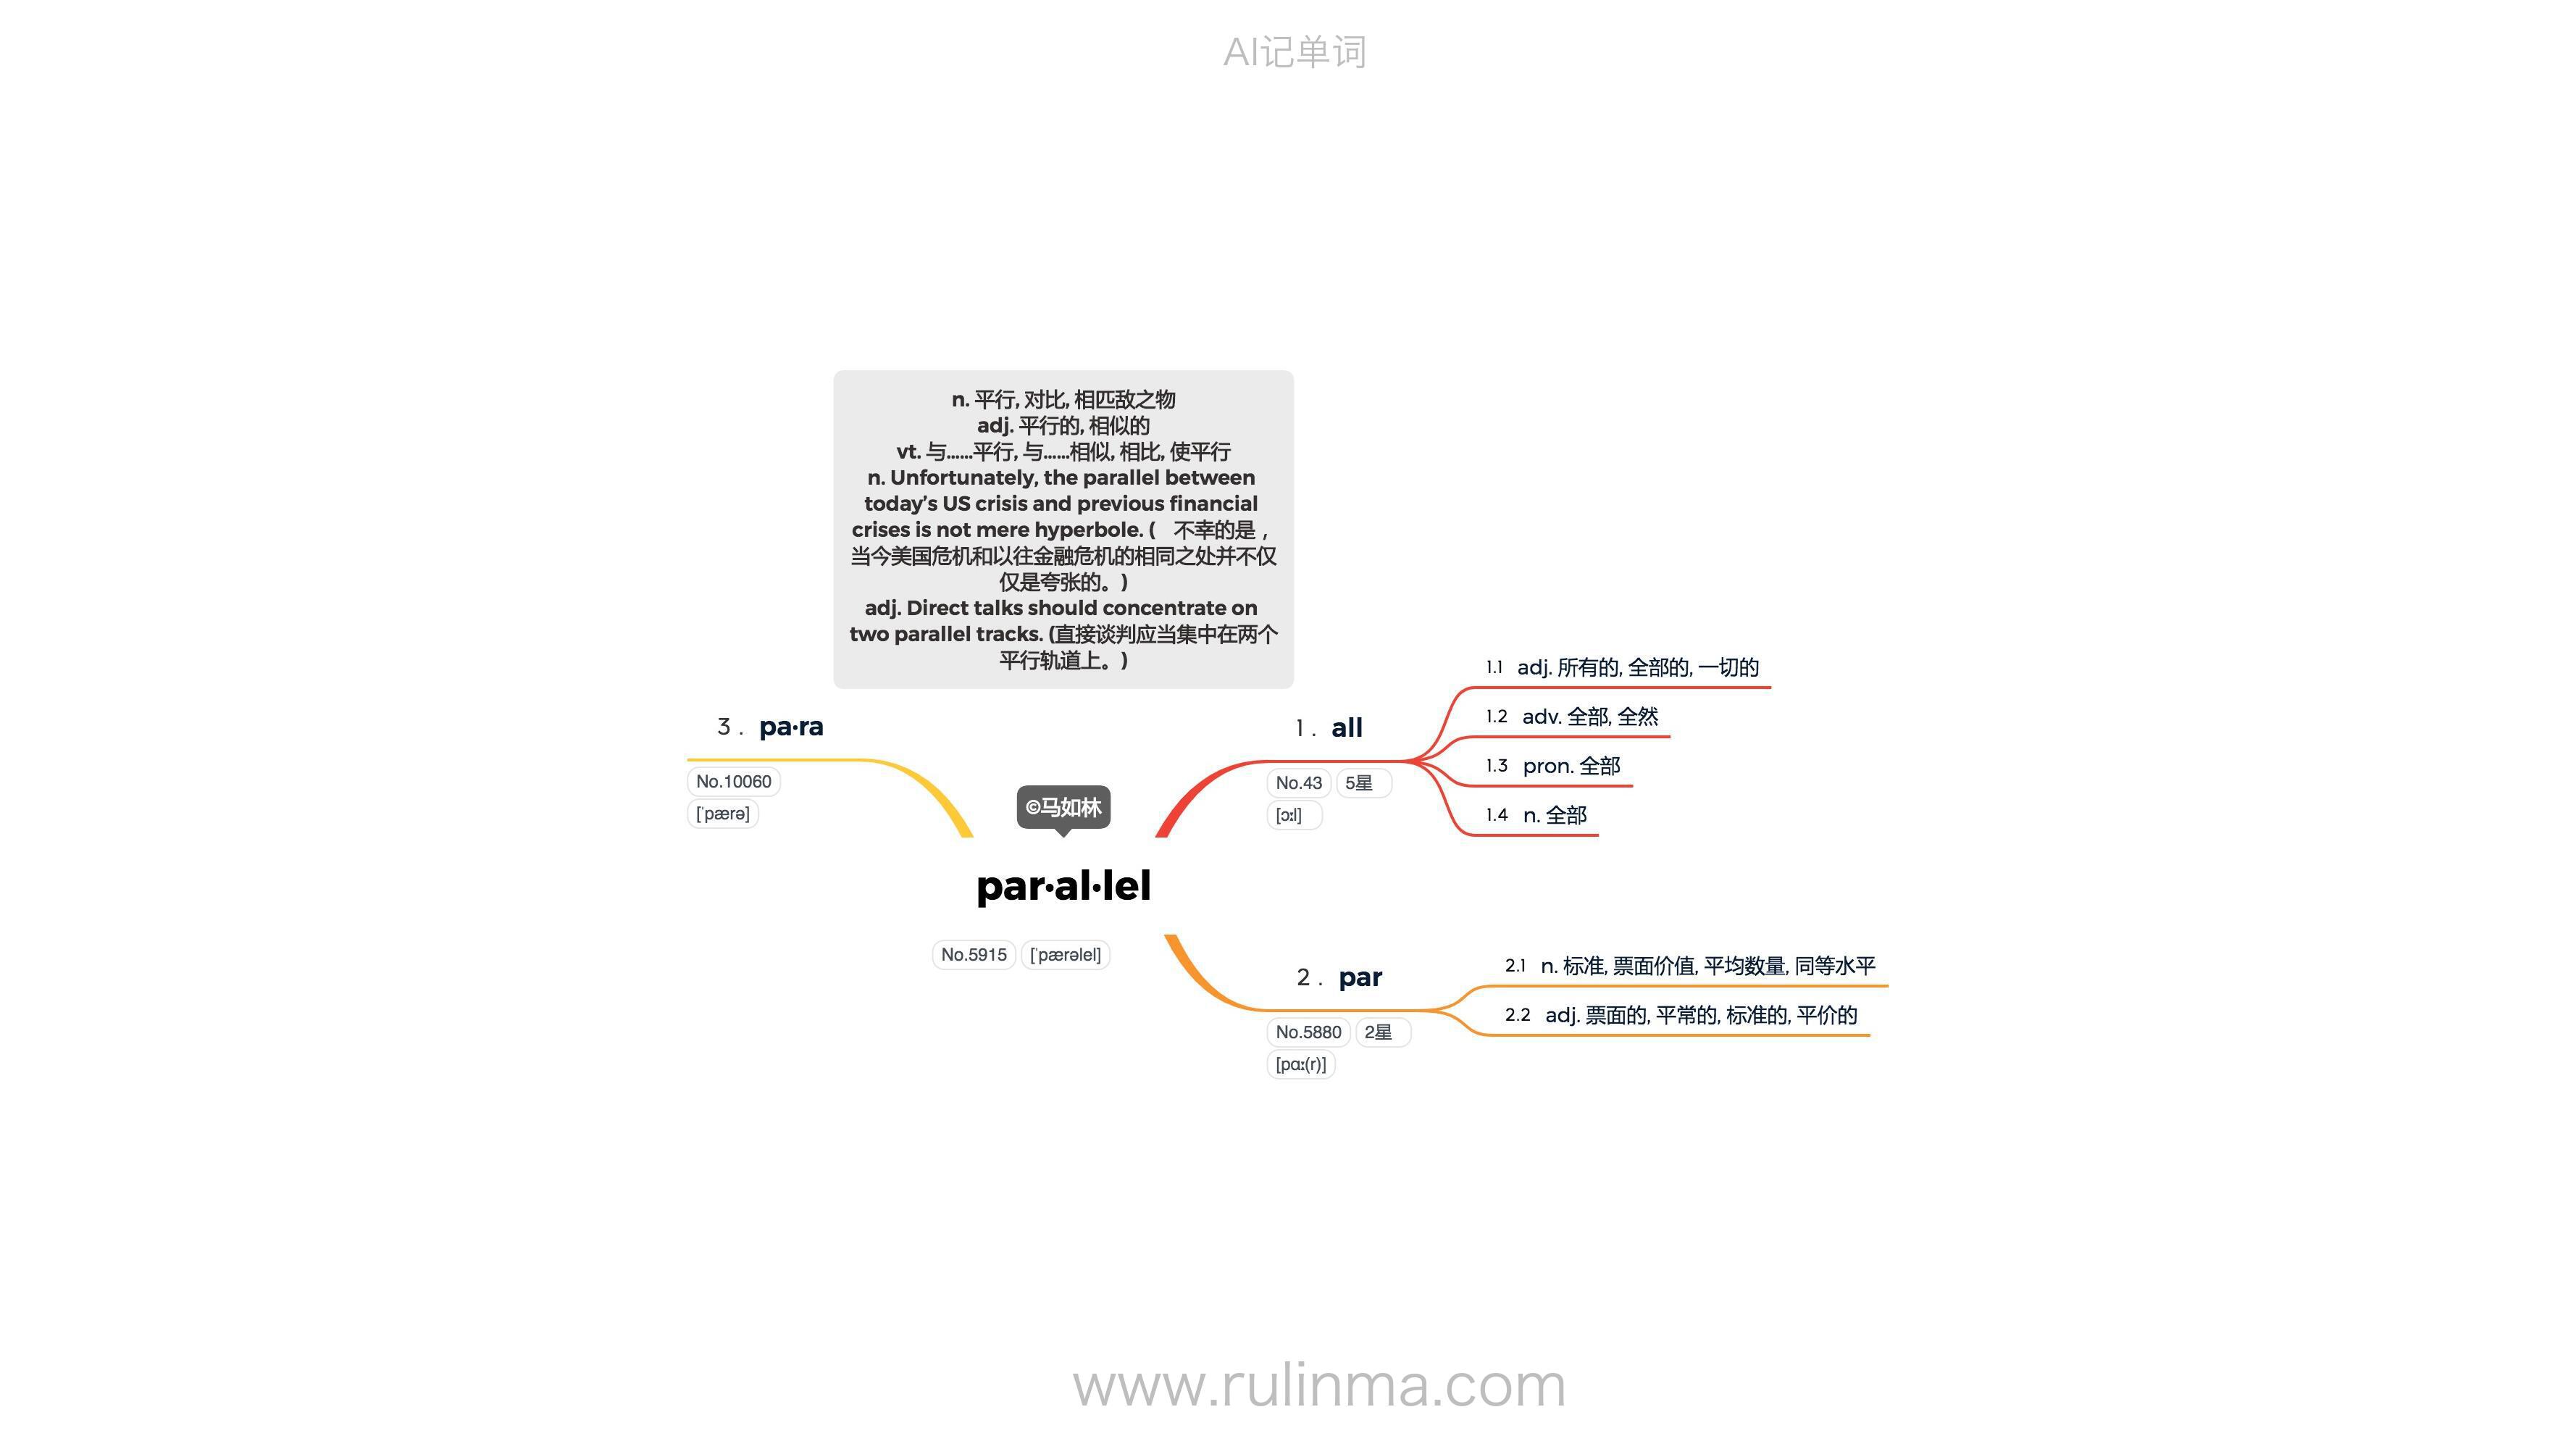 AI记单词
n. 平行, 对比, 相匹敌之物
adj. 平行的, 相似的
vt. 与......平行, 与......相似, 相比, 使平行
n. Unfortunately, the parallel between
today's US crisis and previous financial
crises is not mere hyperbole. ( 不幸的是，
当今美国危机和以往金融危机的相同之处并不仅
仅是夸张的。)
adj. Direct talks should concentrate on
two parallel tracks. (直接谈判应当集中在两个
平行轨道上。)
3 . pa·ra
No.10060
[ˈpærə]
©马如林
par·al·lel
No.5915 [ˈpærəlel]
1 . all
No.43 5星
[ɔːl]
1.1 adj. 所有的, 全部的, 一切的
1.2 adv. 全部, 全然
1.3 pron. 全部
1.4 n. 全部
2 . par
No.5880 2星
[pɑː(r)]
2.1 n. 标准, 票面价值, 平均数量, 同等水平
2.2 adj. 票面的, 平常的, 标准的, 平价的
www.rulinma.com